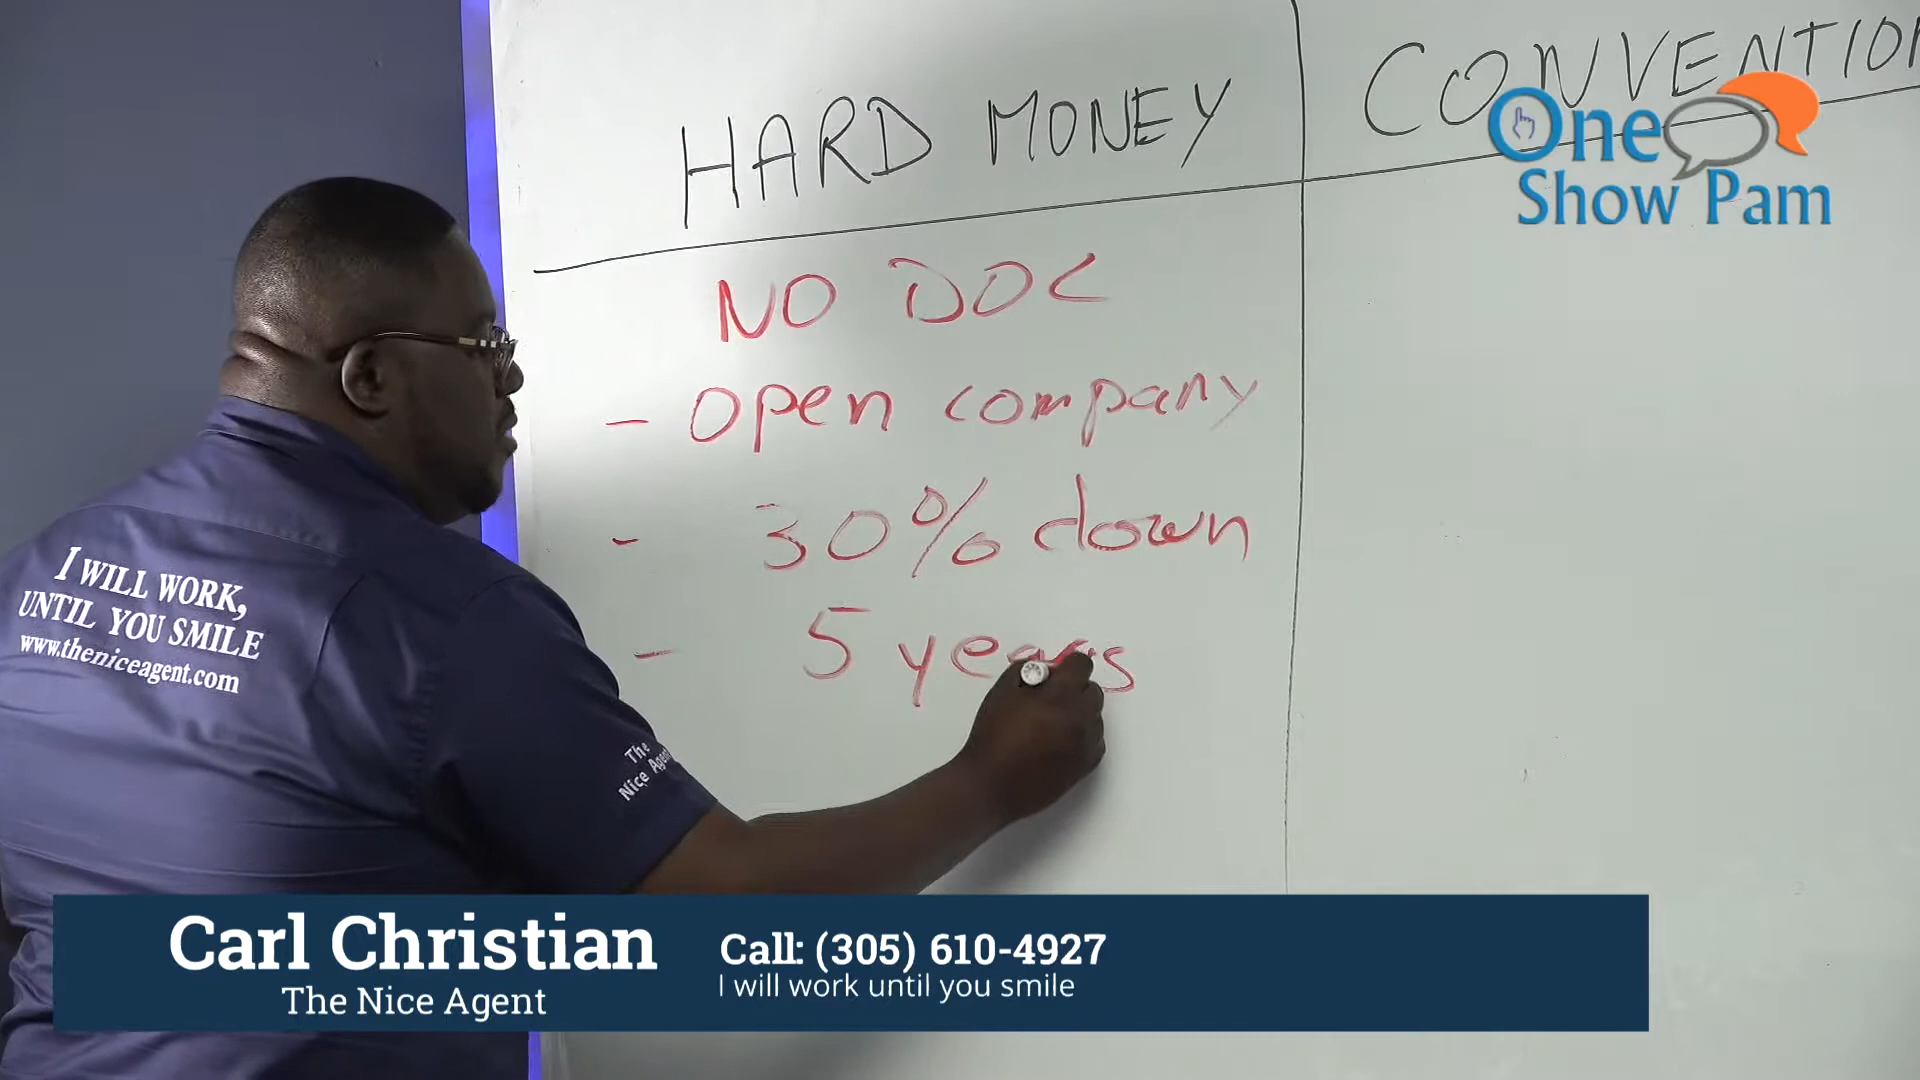 HARD MONEY
CONVENTION
One
Show Pam
NO DOC
- Open company
- 30% down
- 5 years
I WILL WORK,
UNTIL YOU SMILE
www.theniceagent.com
The
Nice Agent
Carl Christian
The Nice Agent
Call: (305) 610-4927
I will work until you smile